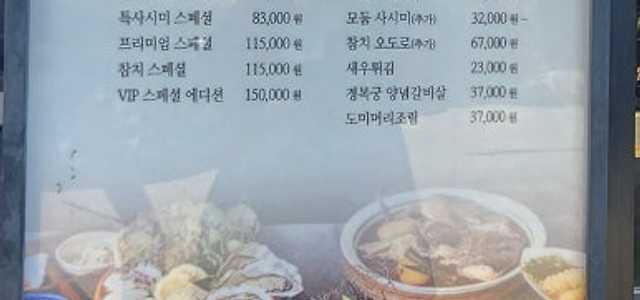 특사시미 스페셜 83,000 원
프리미엄 스페셜 115,000 원
참치 스페셜 115,000 원
VIP 스페셜 에디션 150,000 원
모둠 사시미(추가) 32,000 원~
참치 오도로(추가) 67,000 원
새우튀김 23,000 원
경복궁 양념갈비살 37,000 원
도미머리조림 37,000 원